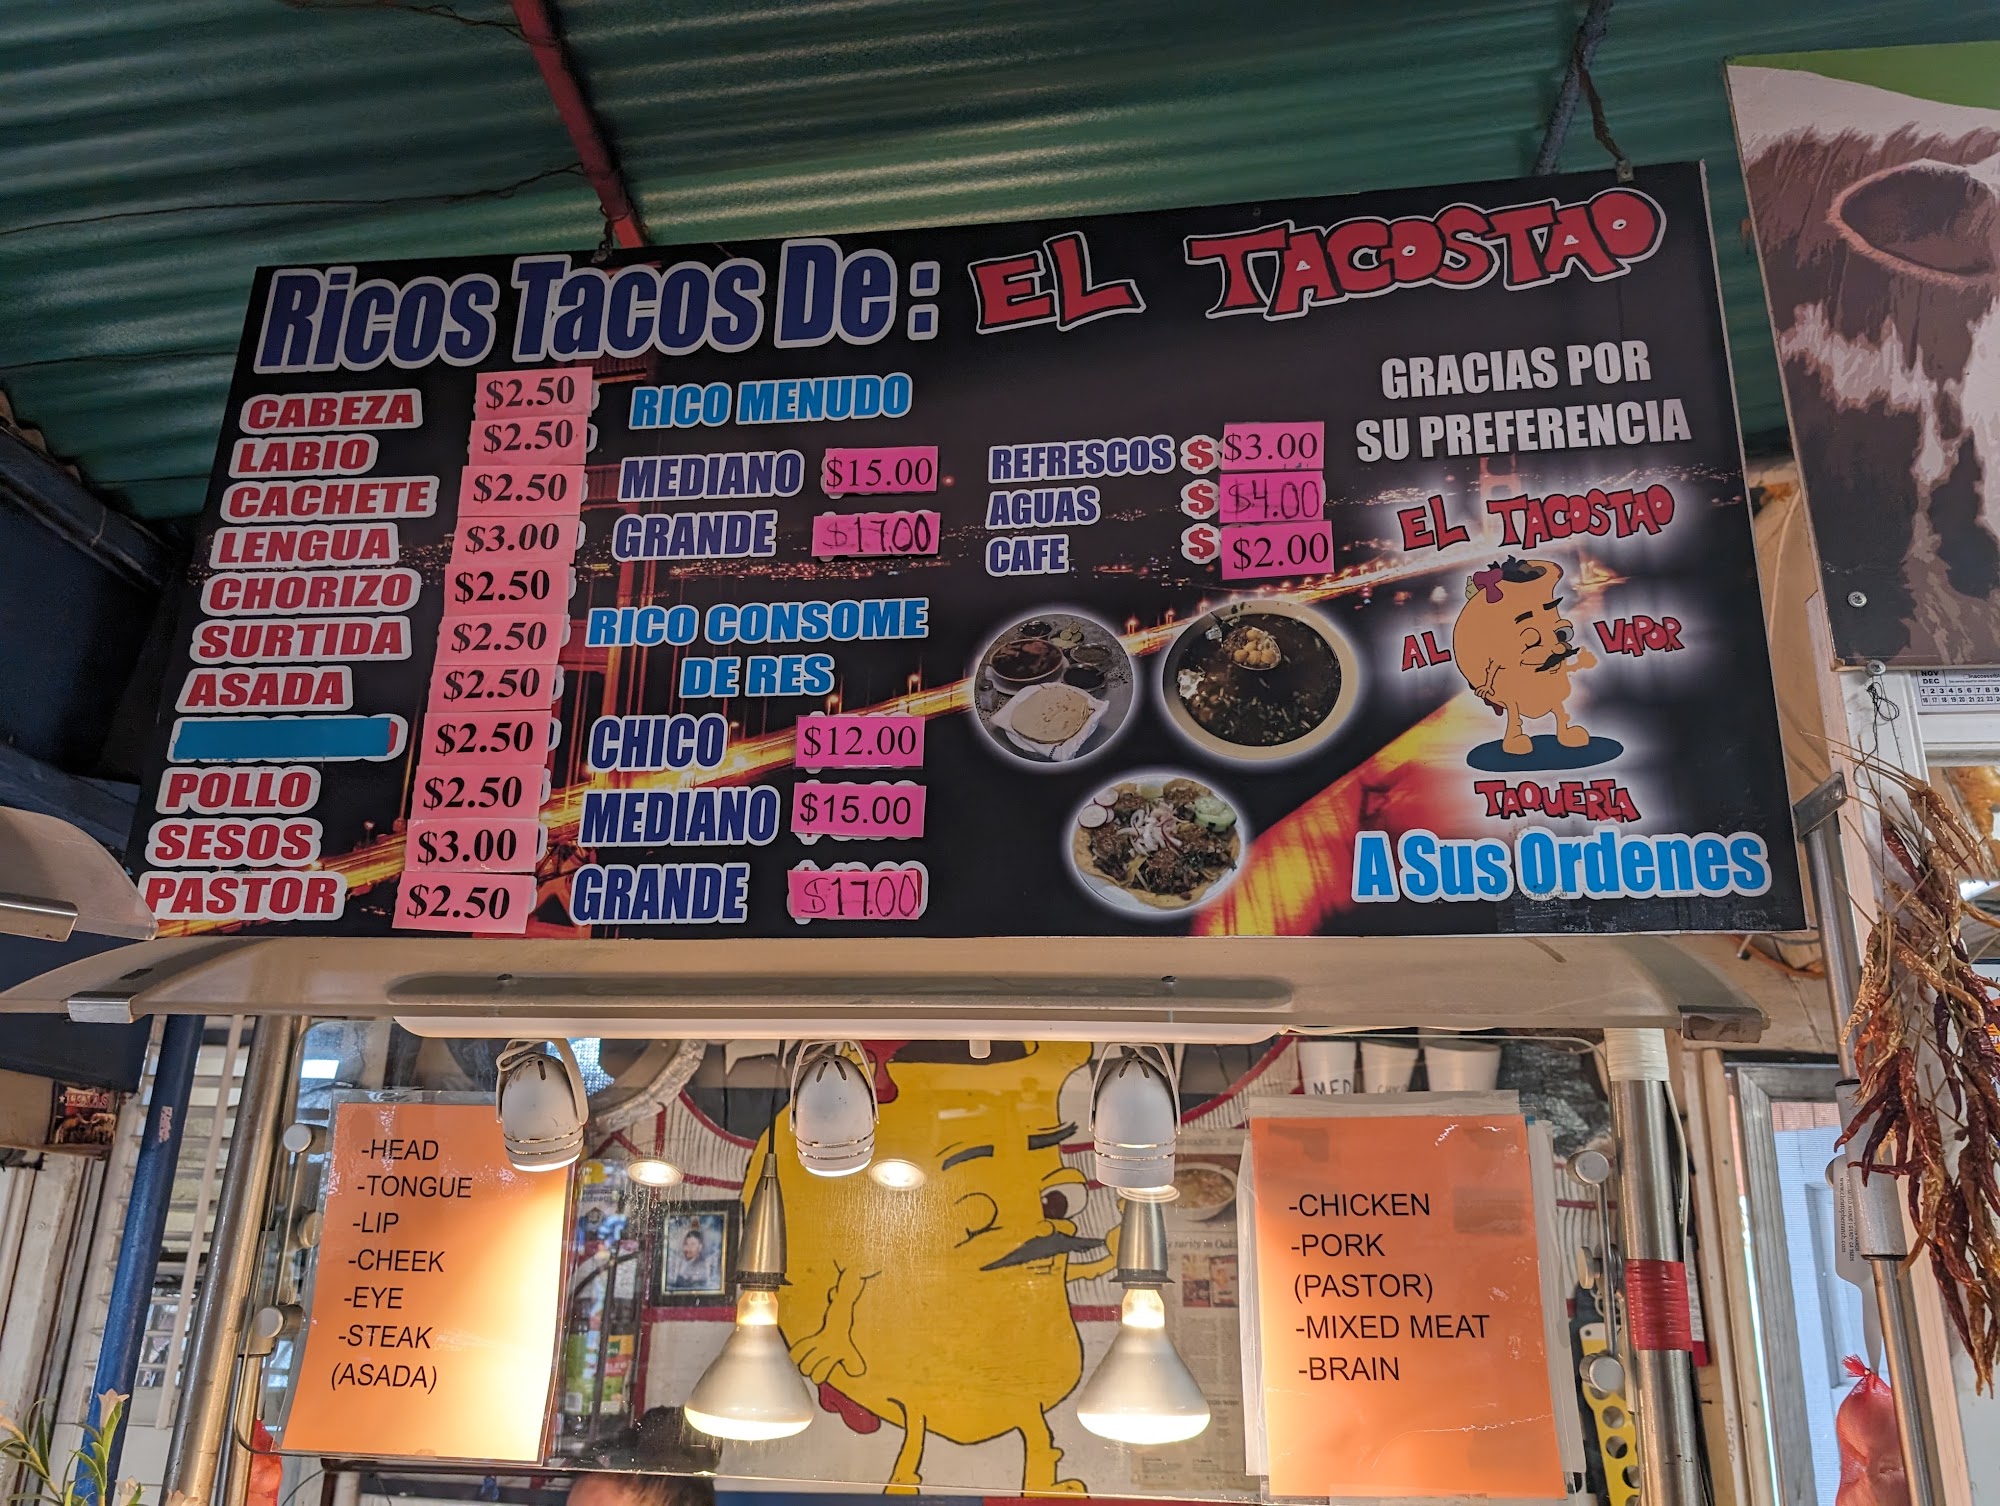 Ricos Tacos De: EL TACOSTAO
CABEZA $2.50
LABIO $2.50
CACHETE $2.50
LENGUA $3.00
CHORIZO $2.50
SURTIDA $2.50
ASADA $2.50
$2.50
POLLO $2.50
SESOS $3.00
PASTOR $2.50
RICO MENUDO
MEDIANO $15.00
GRANDE $17.00
RICO CONSOME
DE RES
CHICO $12.00
MEDIANO $15.00
GRANDE $17.00
REFRESCOS $ $3.00
AGUAS $ $4.00
CAFE $ $2.00
GRACIAS POR
SU PREFERENCIA
EL TACOSTAO
AL VAPOR
TAQUERIA
A Sus Ordenes
NOV
DEC
MED
-HEAD
-TONGUE
-LIP
-CHEEK
-EYE
-STEAK
(ASADA)
-CHICKEN
-PORK
(PASTOR)
-MIXED MEAT
-BRAIN